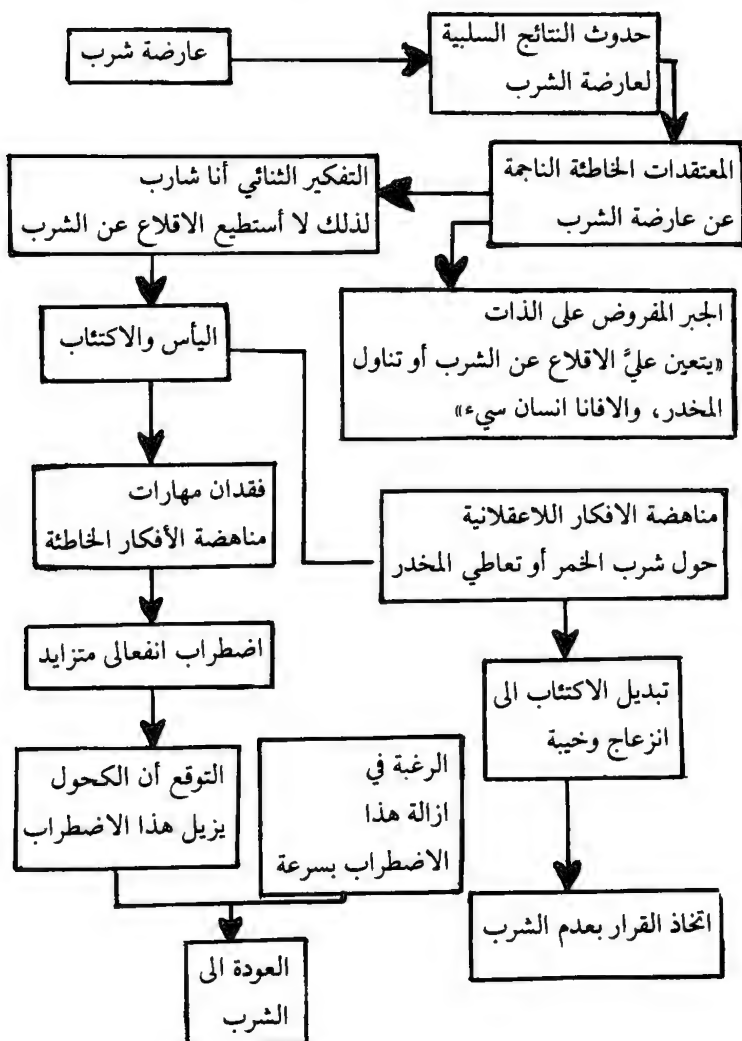 عارضة شرب
حدوث النتائج السلبية
لعارضة الشرب
المعتقدات الخاطئة الناجمة
عن عارضة الشرب
التفكير الثنائي أنا شارب
لذلك لا أستطيع الاقلاع عن الشرب
الجبر المفروض على الذات
«يتعين عليَّ الاقلاع عن الشرب أو تناول
المخدر، والافانا انسان سيء»
اليأس والاكتئاب
فقدان مهارات
مناهضة الأفكار الخاطئة
مناهضة الافكار اللاعقلانية
حول شرب الخمر أو تعاطي المخدر
اضطراب انفعالى متزايد
تبديل الاكتئاب الى
انزعاج وخيبة
التوقع أن الكحول
يزيل هذا الاضطراب
الرغبة في
ازالة هذا
الاضطراب بسرعة
اتخاذ القرار بعدم الشرب
العودة الى
الشرب